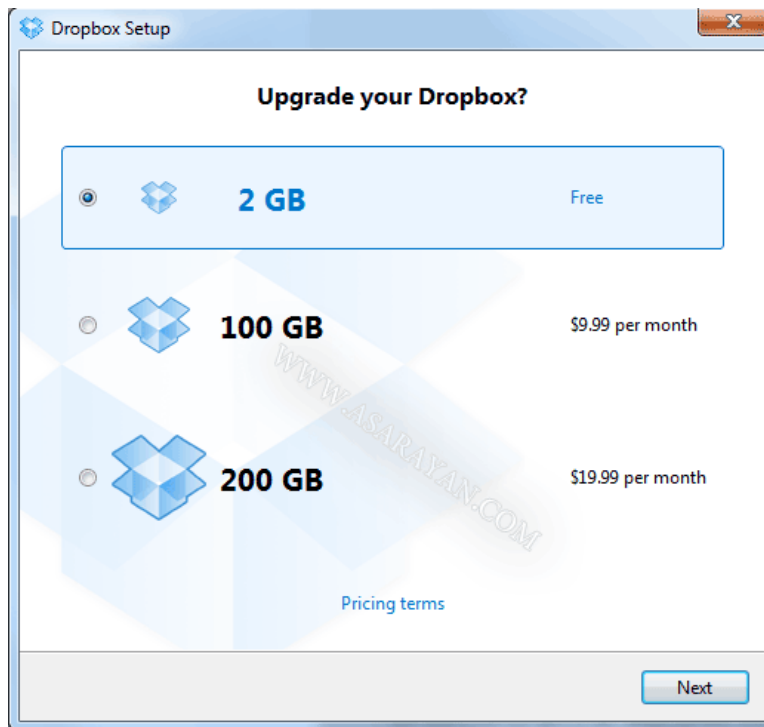 Dropbox Setup
Upgrade your Dropbox?
2 GB Free
100 GB $9.99 per month
200 GB $19.99 per month
WWW.ASARAYAN.COM
Pricing terms
Next